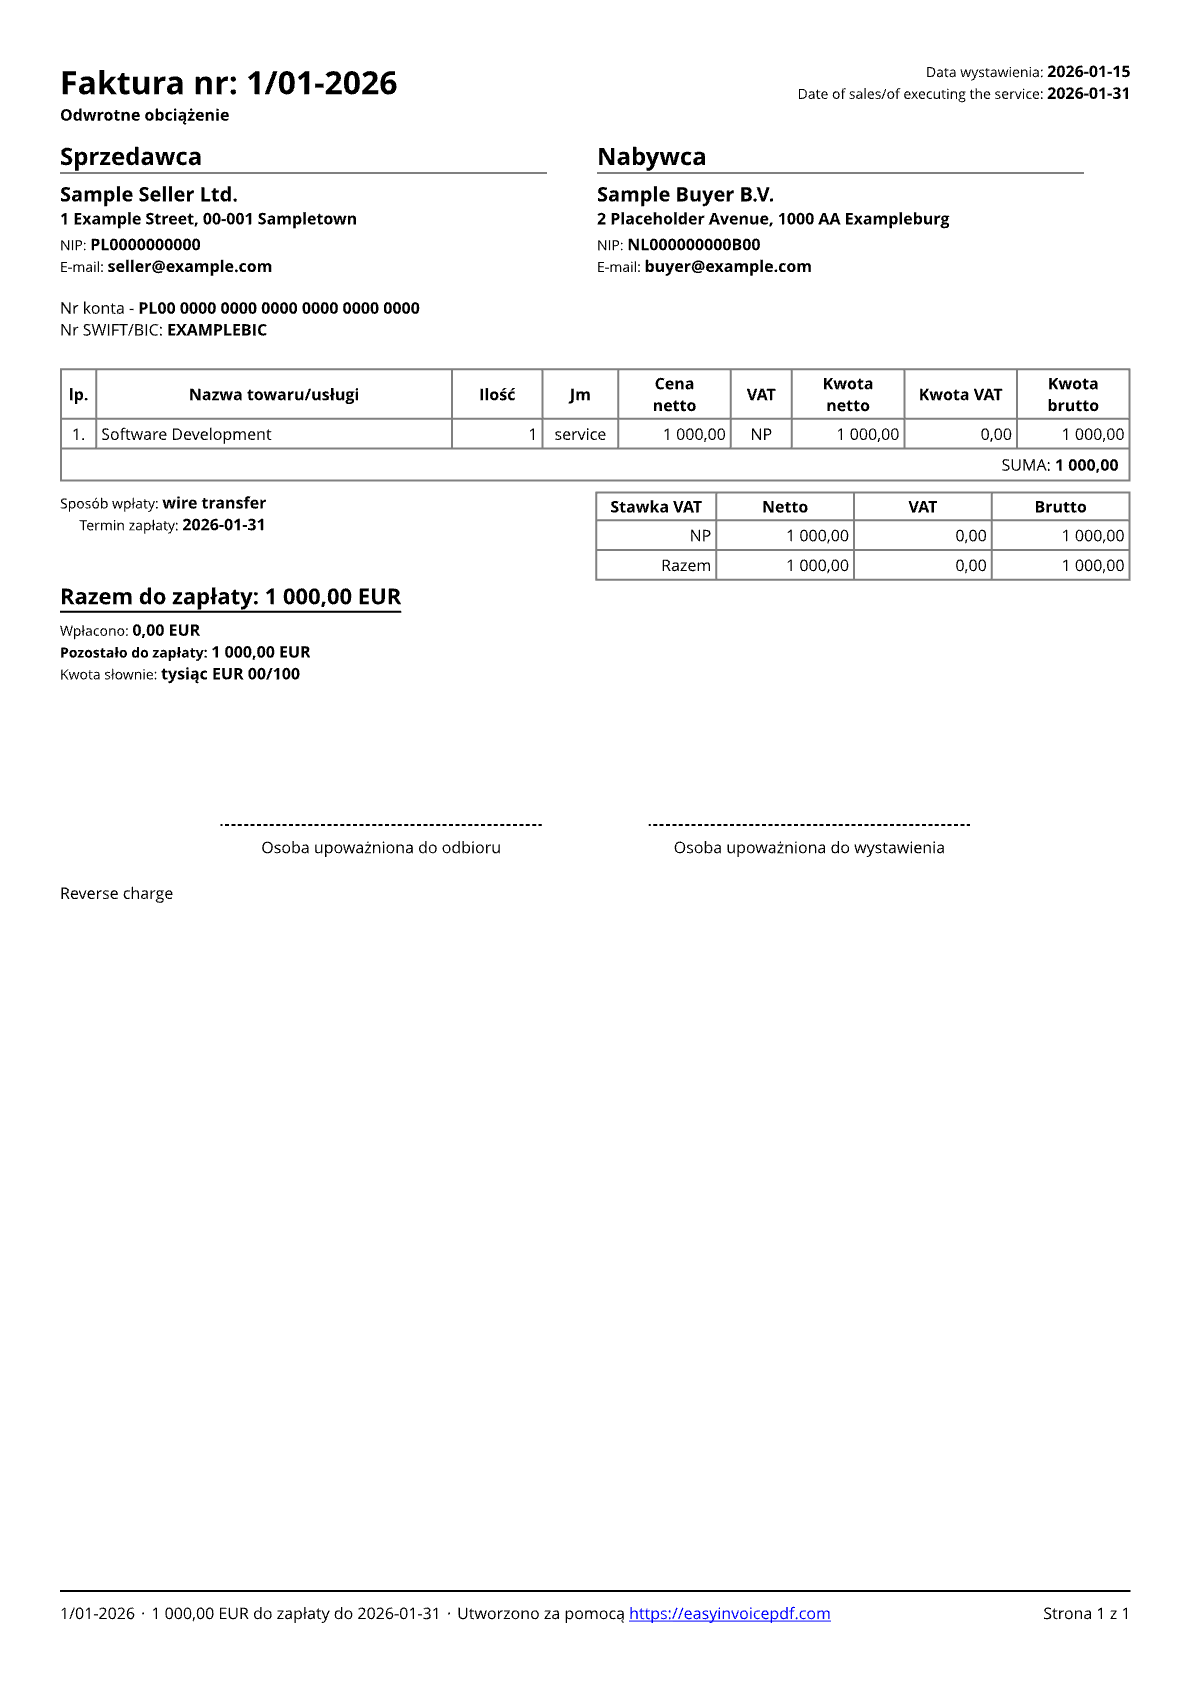 Faktura nr: 1/01-2026
Odwrotne obciążenie
Data wystawienia: 2026-01-15
Date of sales/of executing the service: 2026-01-31
Sprzedawca
Sample Seller Ltd.
1 Example Street, 00-001 Sampletown
NIP: PL0000000000
E-mail: seller@example.com
Nr konta - PL00 0000 0000 0000 0000 0000 0000
Nr SWIFT/BIC: EXAMPLEBIC
Nabywca
Sample Buyer B.V.
2 Placeholder Avenue, 1000 AA Exampleburg
NIP: NL000000000B00
E-mail: buyer@example.com
lp. Nazwa towaru/usługi Ilość Jm Cena netto VAT Kwota netto Kwota VAT Kwota brutto
1. Software Development 1 service 1 000,00 NP 1 000,00 0,00 1 000,00
SUMA: 1 000,00
Sposób wpłaty: wire transfer
Termin zapłaty: 2026-01-31
Stawka VAT Netto VAT Brutto
NP 1 000,00 0,00 1 000,00
Razem 1 000,00 0,00 1 000,00
Razem do zapłaty: 1 000,00 EUR
Wpłacono: 0,00 EUR
Pozostało do zapłaty: 1 000,00 EUR
Kwota słownie: tysiąc EUR 00/100
Osoba upoważniona do odbioru
Osoba upoważniona do wystawienia
Reverse charge
1/01-2026 · 1 000,00 EUR do zapłaty do 2026-01-31 · Utworzono za pomocą https://easyinvoicepdf.com
Strona 1 z 1